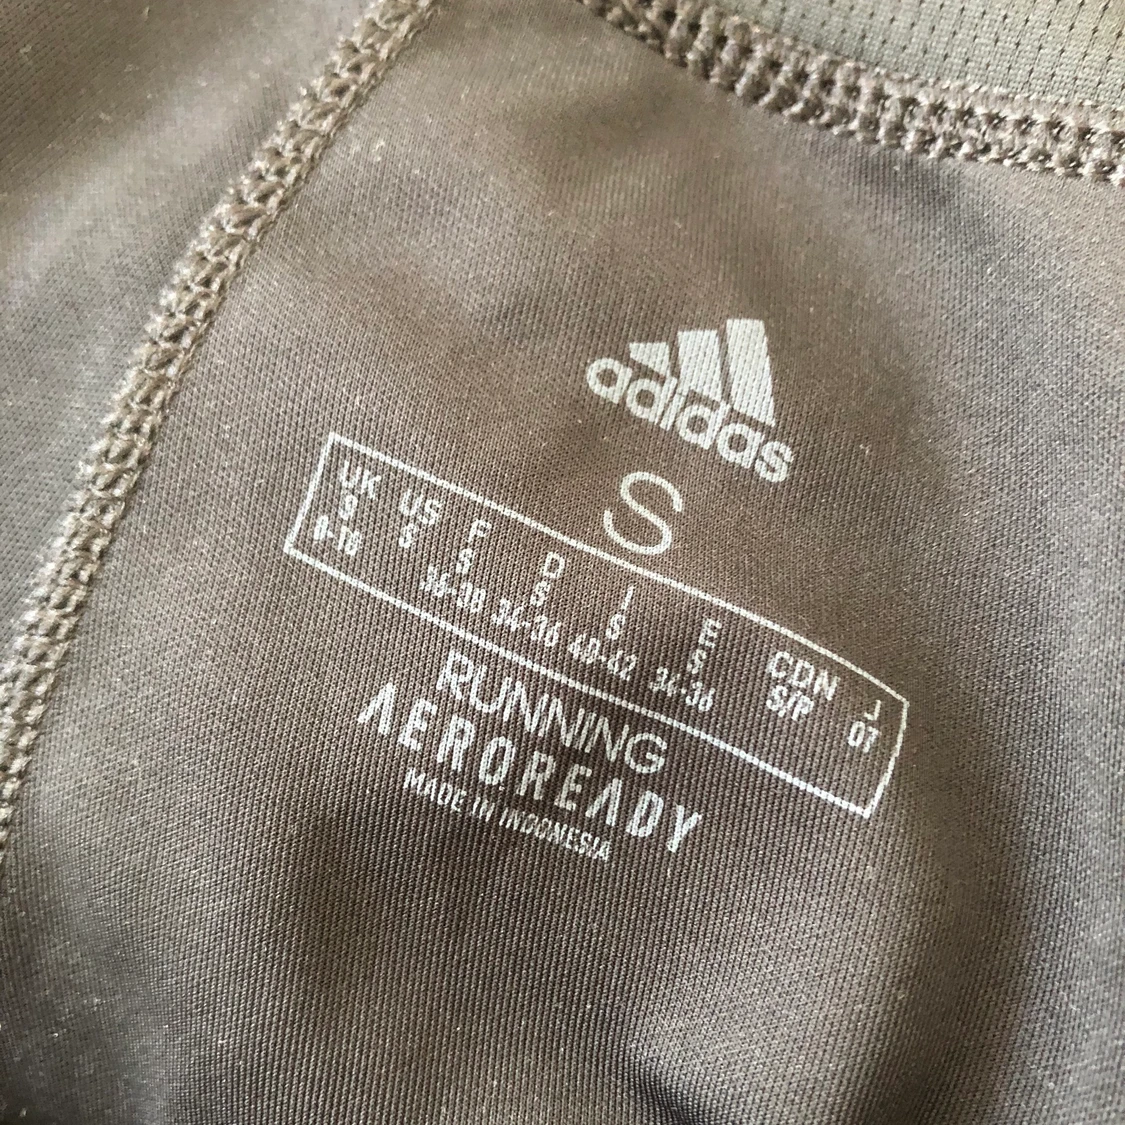 adidas
S
UK US F D I E CDN J
S S S S S S S/P 07
8-10 36-38 34-36 40-42 34-36
RUNNING
AEROREADY
MADE IN INDONESIA